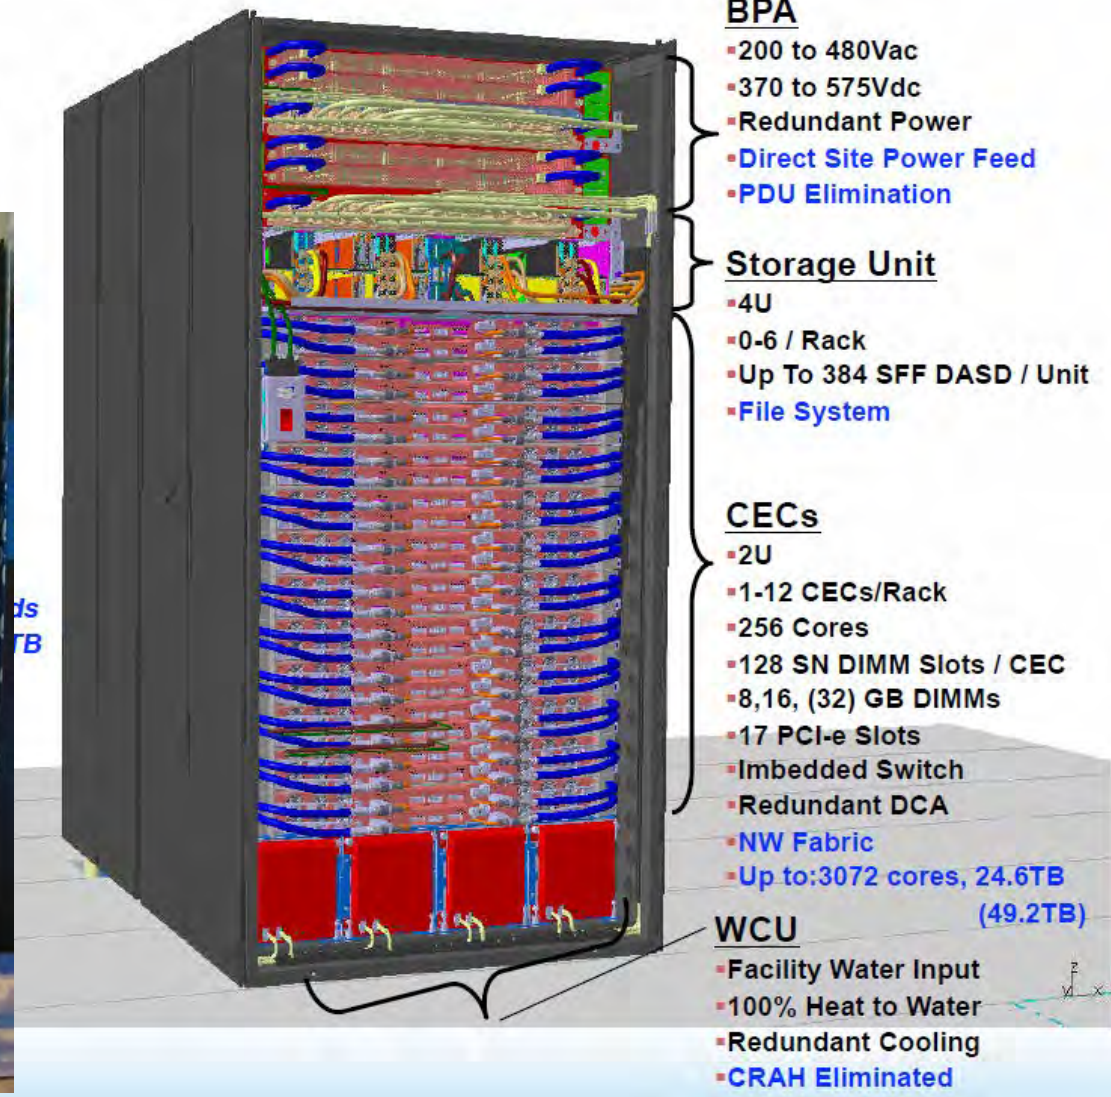 BPA
▪200 to 480Vac
▪370 to 575Vdc
▪Redundant Power
▪Direct Site Power Feed
▪PDU Elimination
Storage Unit
▪4U
▪0-6 / Rack
▪Up To 384 SFF DASD / Unit
▪File System
CECs
▪2U
▪1-12 CECs/Rack
▪256 Cores
▪128 SN DIMM Slots / CEC
▪8,16, (32) GB DIMMs
▪17 PCI-e Slots
▪Imbedded Switch
▪Redundant DCA
▪NW Fabric
▪Up to:3072 cores, 24.6TB
(49.2TB)
WCU
▪Facility Water Input
▪100% Heat to Water
▪Redundant Cooling
▪CRAH Eliminated
ds
TB
z
y x